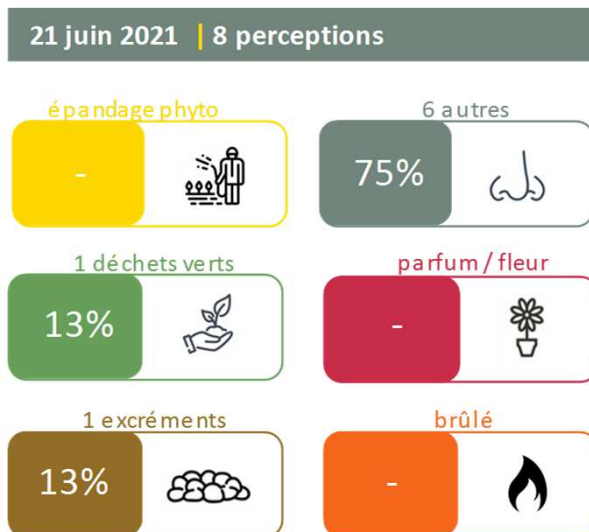 21 juin 2021 | 8 perceptions
épandage phyto
-
6 autres
75%
1 déchets verts
13%
parfum / fleur
-
1 excréments
13%
brûlé
-